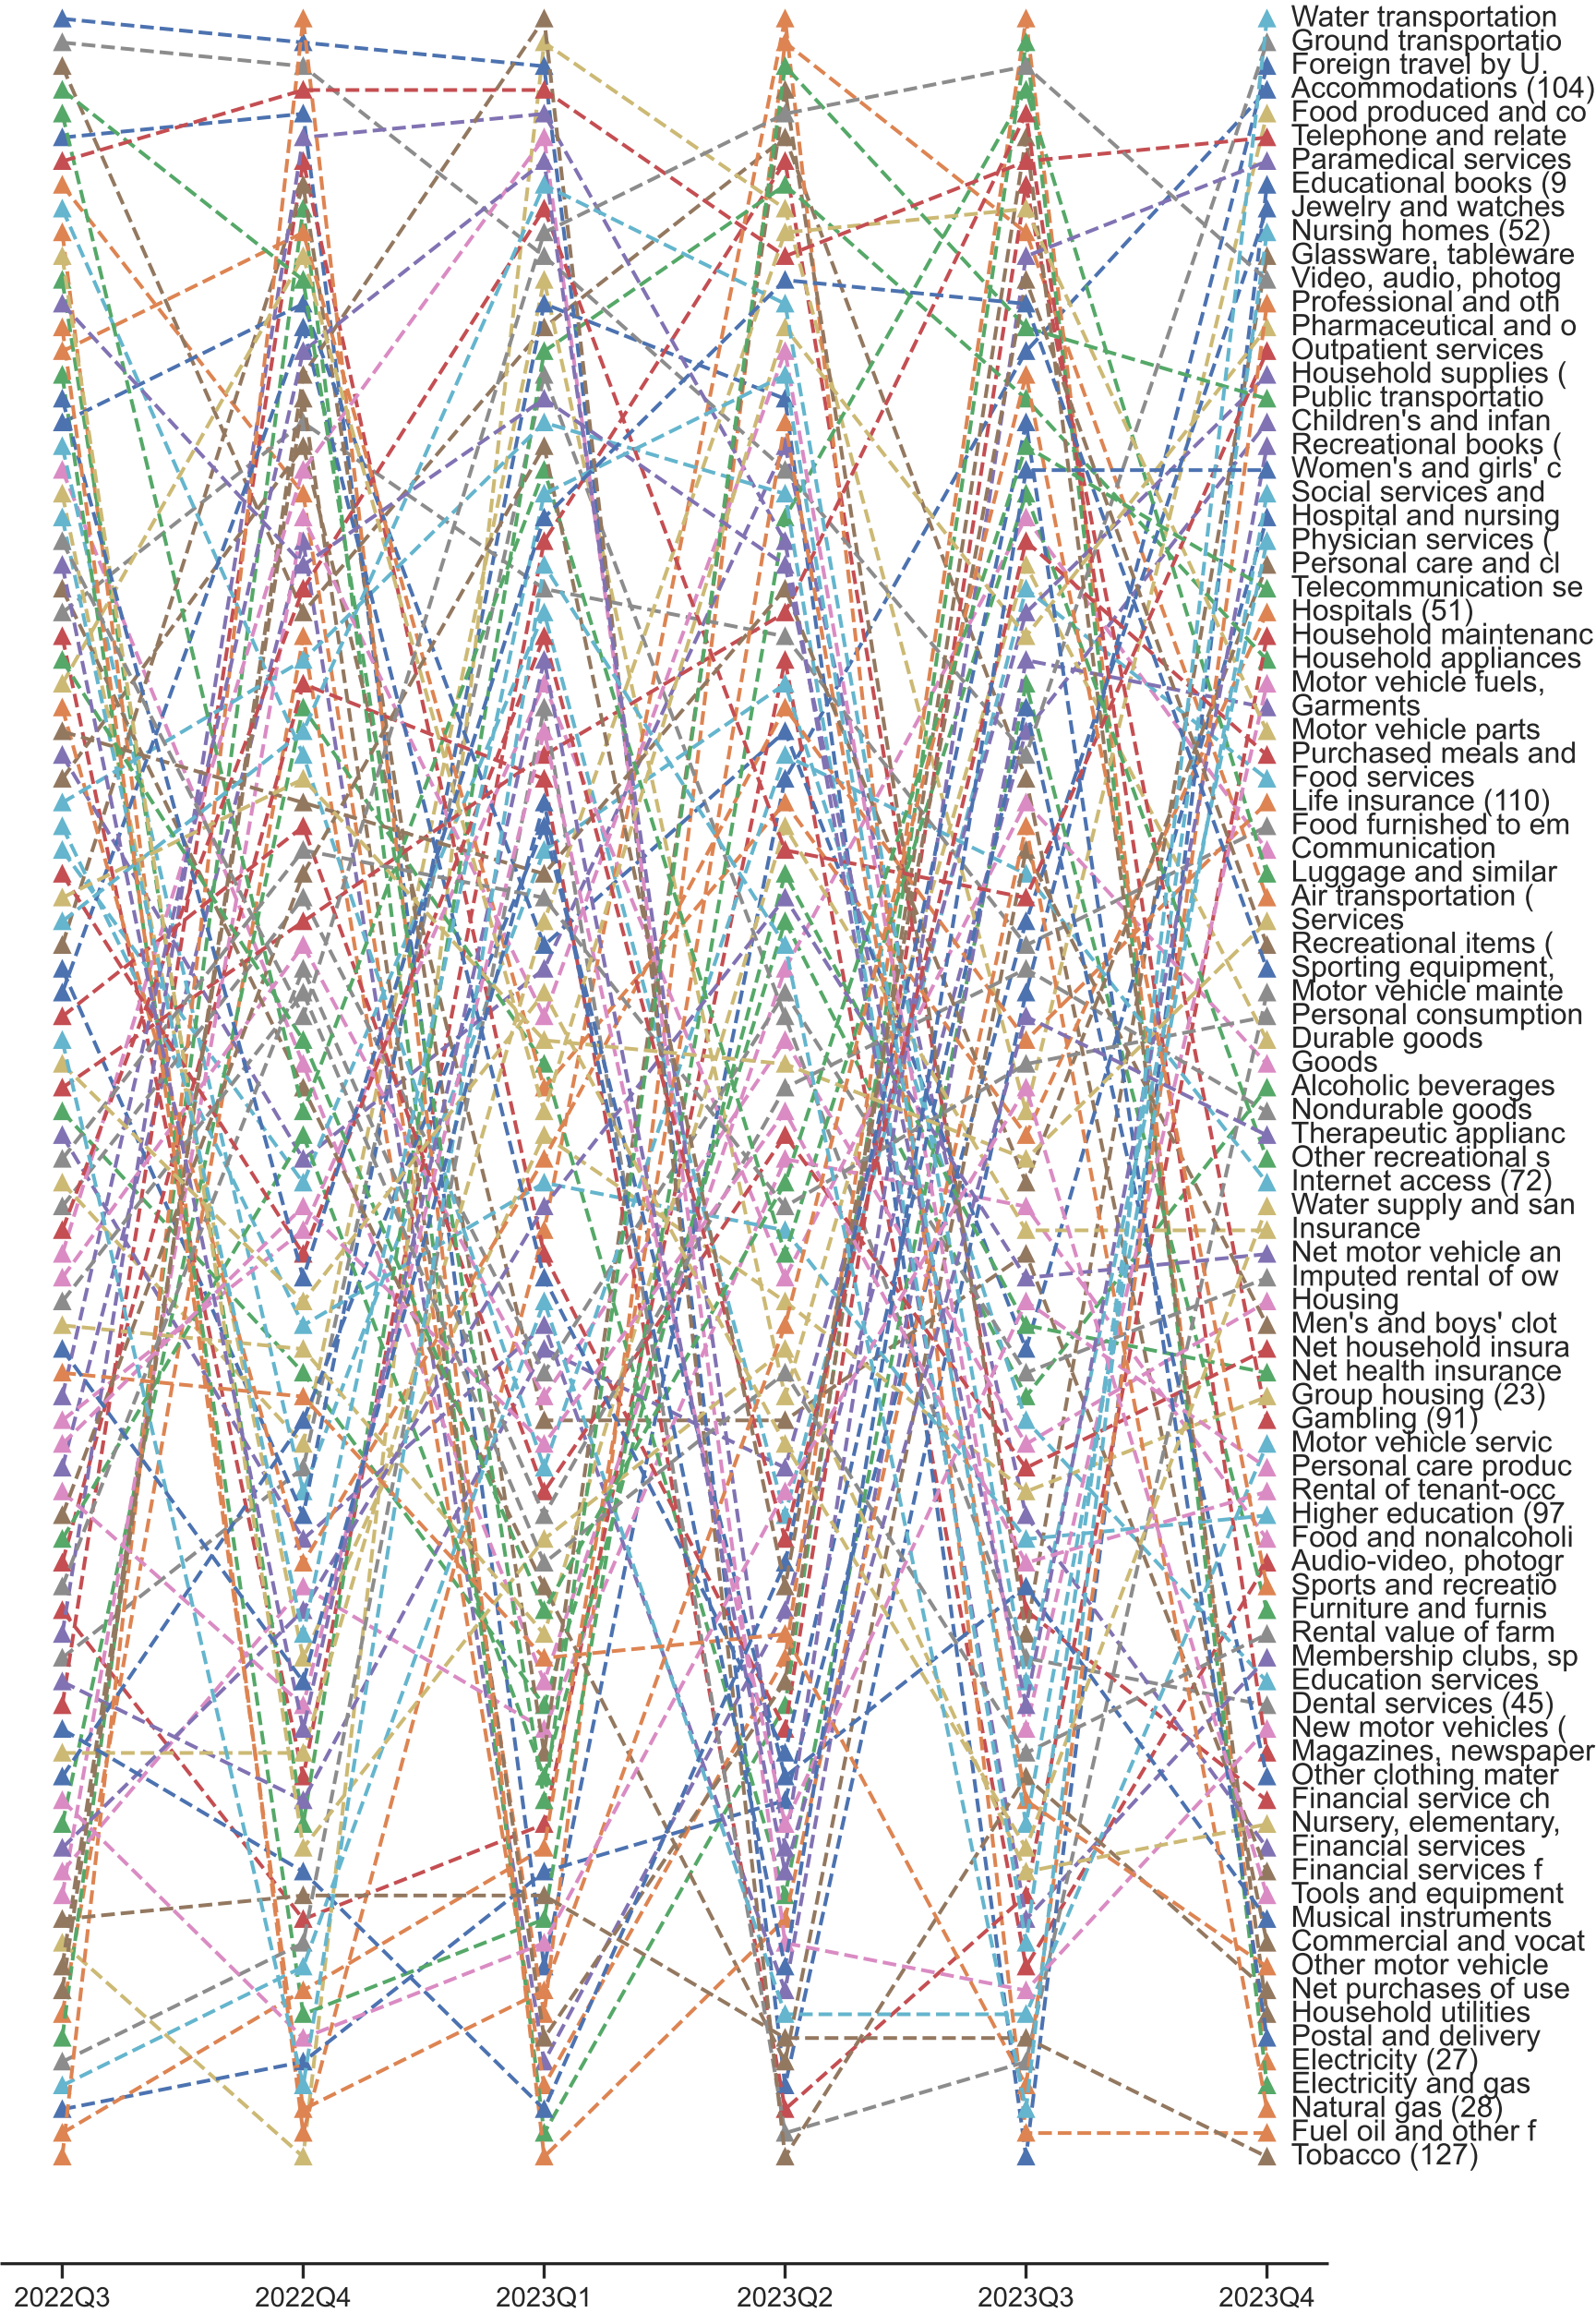 Water transportation
Ground transportatio
Foreign travel by U.
Accommodations (104)
Food produced and co
Telephone and relate
Paramedical services
Educational books (9
Jewelry and watches
Nursing homes (52)
Glassware, tableware
Video, audio, photog
Professional and oth
Pharmaceutical and o
Outpatient services
Household supplies (
Public transportatio
Children's and infan
Recreational books (
Women's and girls' c
Social services and
Hospital and nursing
Physician services (
Personal care and cl
Telecommunication se
Hospitals (51)
Household maintenanc
Household appliances
Motor vehicle fuels,
Garments
Motor vehicle parts
Purchased meals and
Food services
Life insurance (110)
Food furnished to em
Communication
Luggage and similar
Air transportation (
Services
Recreational items (
Sporting equipment,
Motor vehicle mainte
Personal consumption
Durable goods
Goods
Alcoholic beverages
Nondurable goods
Therapeutic applianc
Other recreational s
Internet access (72)
Water supply and san
Insurance
Net motor vehicle an
Imputed rental of ow
Housing
Men's and boys' clot
Net household insura
Net health insurance
Group housing (23)
Gambling (91)
Motor vehicle servic
Personal care produc
Rental of tenant-occ
Higher education (97
Food and nonalcoholi
Audio-video, photogr
Sports and recreatio
Furniture and furnis
Rental value of farm
Membership clubs, sp
Education services
Dental services (45)
New motor vehicles (
Magazines, newspaper
Other clothing mater
Financial service ch
Nursery, elementary,
Financial services
Financial services f
Tools and equipment
Musical instruments
Commercial and vocat
Other motor vehicle
Net purchases of use
Household utilities
Postal and delivery
Electricity (27)
Electricity and gas
Natural gas (28)
Fuel oil and other f
Tobacco (127)
2022Q3 2022Q4 2023Q1 2023Q2 2023Q3 2023Q4